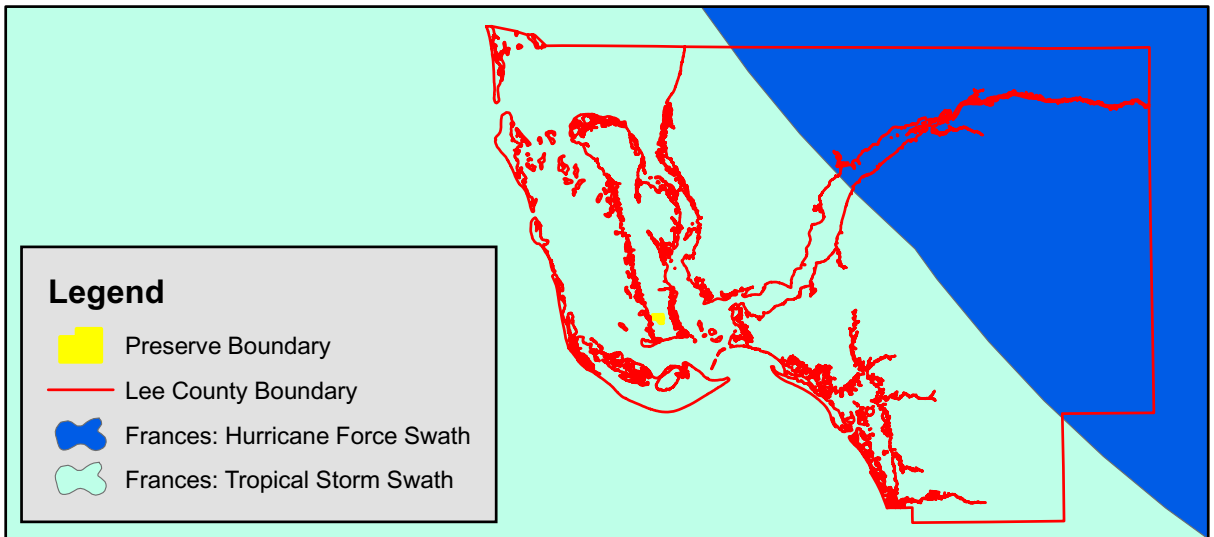 Legend
Preserve Boundary
Lee County Boundary
Frances: Hurricane Force Swath
Frances: Tropical Storm Swath